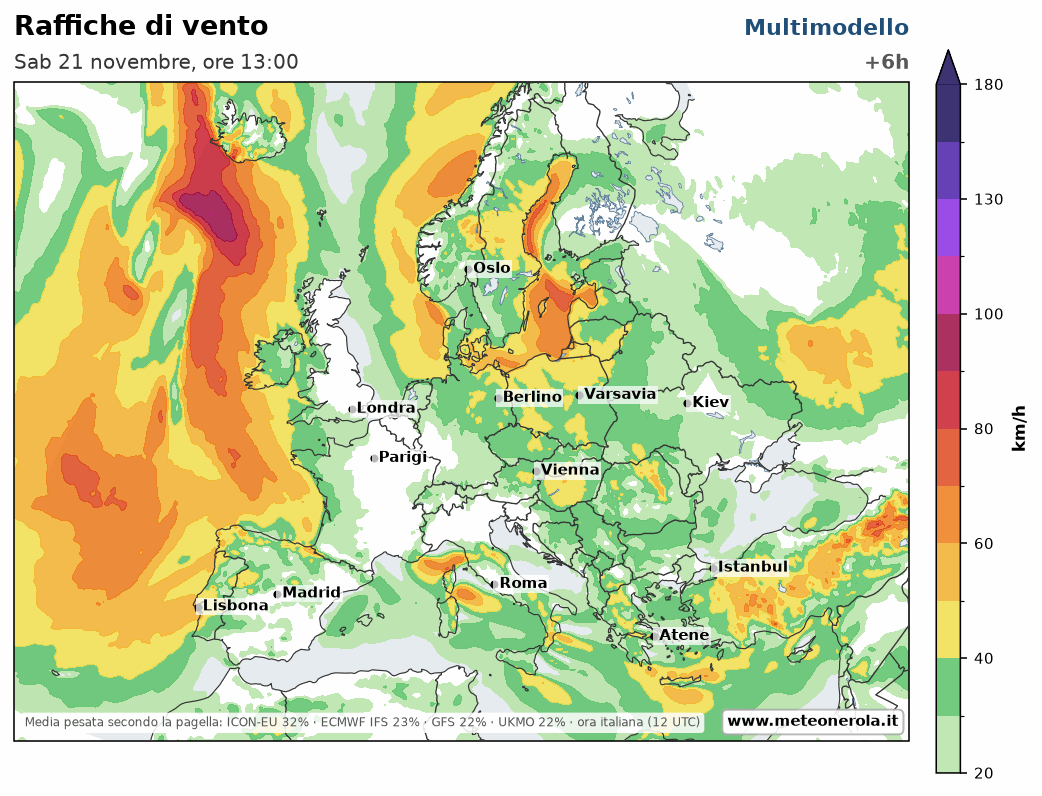 Raffiche di vento
Multimodello
Sab 21 novembre, ore 13:00
+6h
180
130
100
80
60
40
20
km/h
Oslo
Berlino
Varsavia
Kiev
Londra
Parigi
Vienna
Istanbul
Roma
Madrid
Lisbona
Atene
Media pesata secondo la pagella: ICON-EU 32% · ECMWF IFS 23% · GFS 22% · UKMO 22% · ora italiana (12 UTC)
www.meteonerola.it